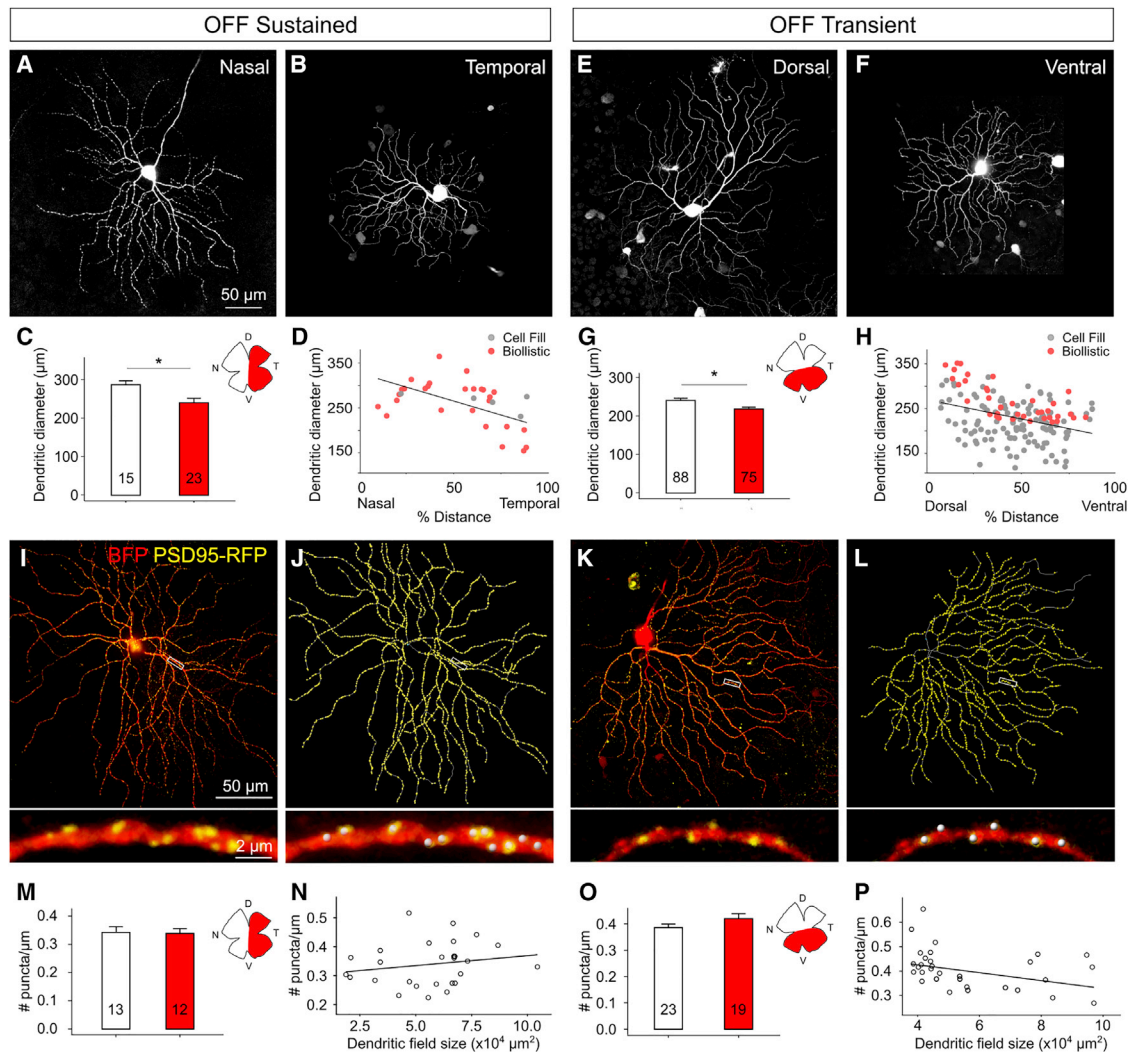 OFF Sustained
OFF Transient
A
Nasal
B
Temporal
E
Dorsal
F
Ventral
50 µm
C
Dendritic diameter (µm)
300
200
100
0
*
15
23
D
N
T
V
D
Cell Fill
Biollistic
Dendritic diameter (µm)
350
250
150
0
50
100
Nasal
Temporal
% Distance
G
Dendritic diameter (µm)
300
200
100
0
*
88
75
D
N
T
V
H
Cell Fill
Biollistic
Dendritic diameter (µm)
350
250
150
0
50
100
Dorsal
Ventral
% Distance
I
BFP PSD95-RFP
J
K
L
50 µm
2 µm
M
# puncta/µm
0.4
0.3
0.2
0.1
0.0
13
12
D
N
T
V
N
# puncta/µm
0.5
0.4
0.3
0.2
2.5
5.0
7.5
10.0
Dendritic field size (x10⁴ µm²)
O
# puncta/µm
0.4
0.2
0.0
23
19
D
N
T
V
P
# puncta/µm
0.6
0.5
0.4
0.3
4
6
8
10
Dendritic field size (x10⁴ µm²)